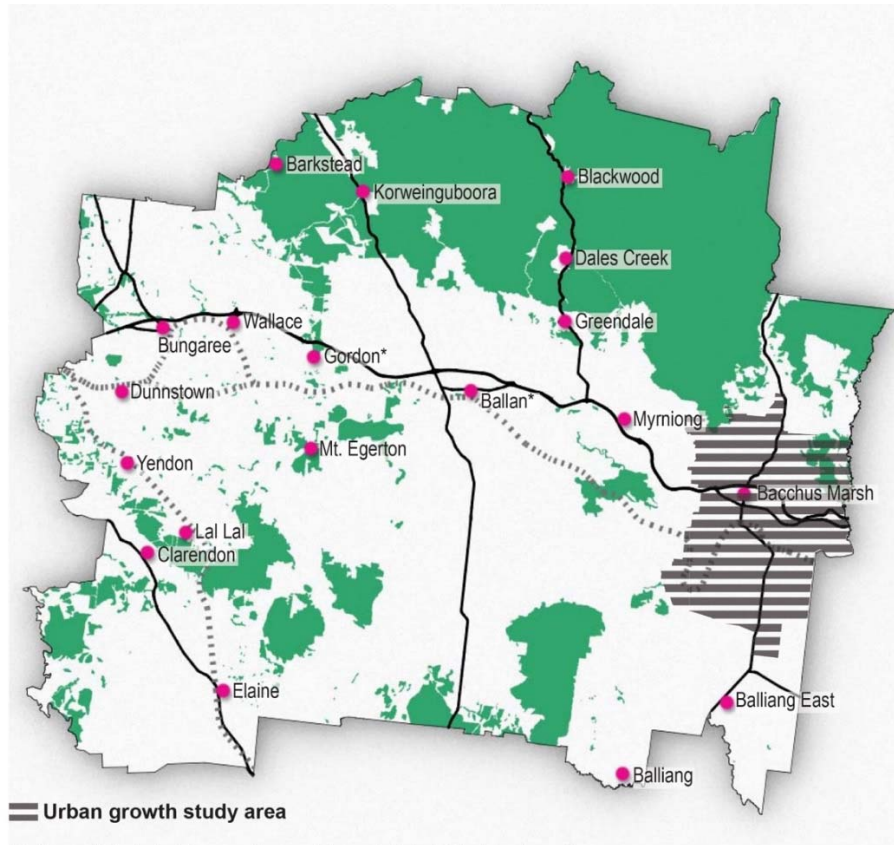 Barkstead
Blackwood
Korweinguboora
Dales Creek
Greendale
Wallace
Bungaree
Gordon*
Dunnstown
Ballan*
Myrniong
Mt. Egerton
Yendon
Bacchus Marsh
Lal Lal
Clarendon
Elaine
Balliang East
Balliang
Urban growth study area